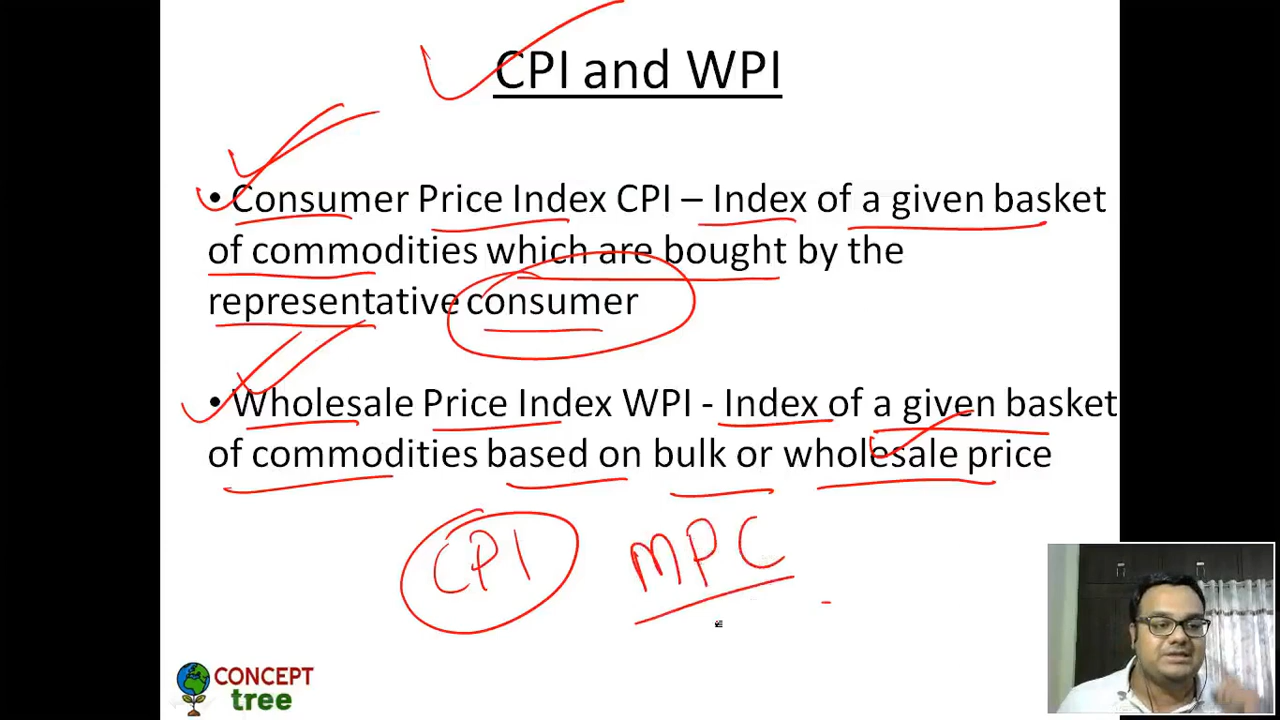 CPI and WPI
• Consumer Price Index CPI – Index of a given basket
of commodities which are bought by the
representative consumer
• Wholesale Price Index WPI - Index of a given basket
of commodities based on bulk or wholesale price
CPI MPC
CONCEPT
tree